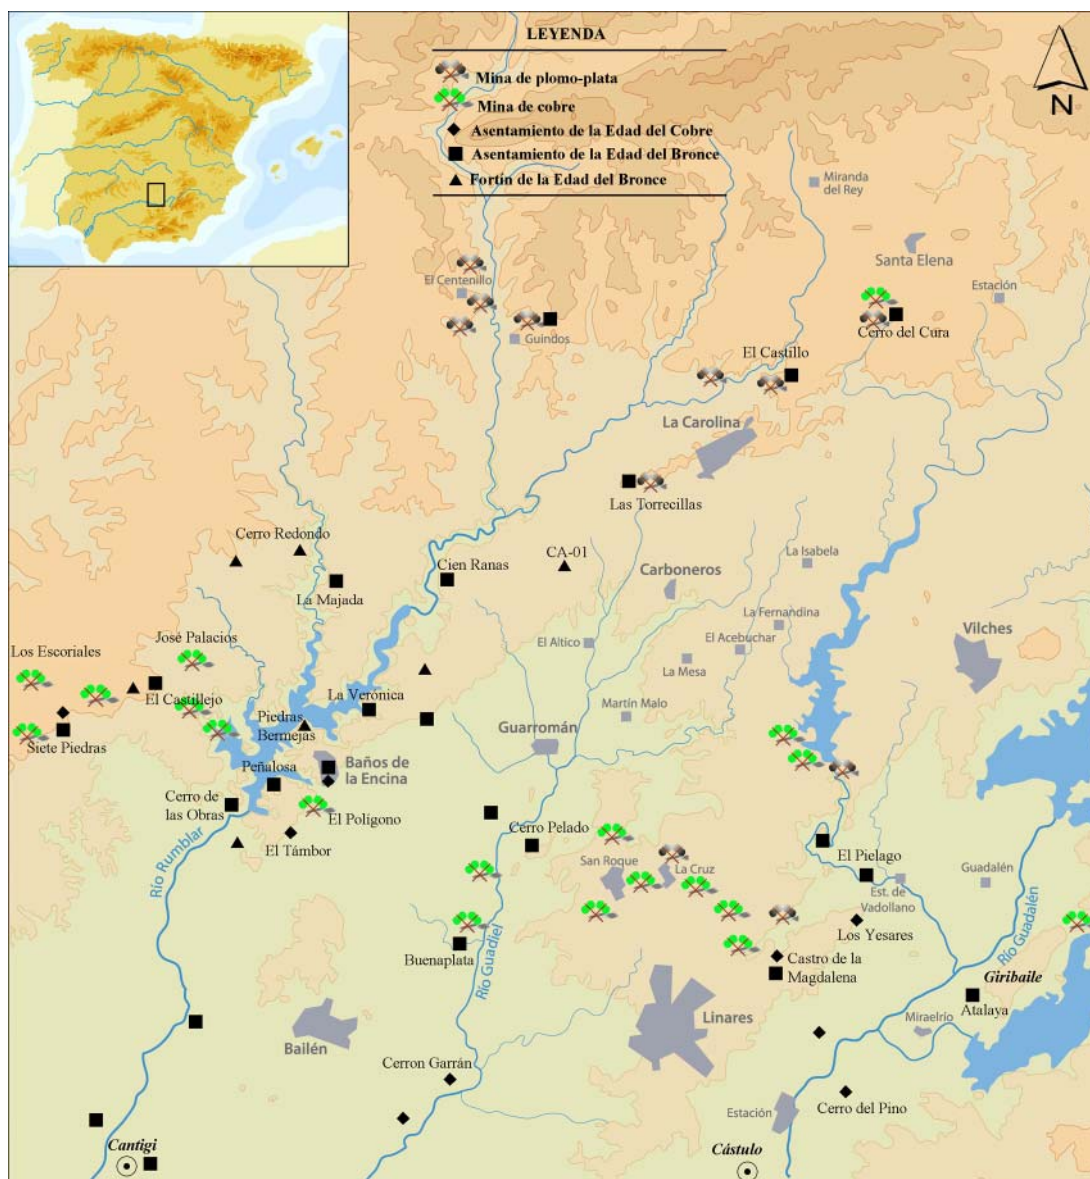 LEYENDA
Mina de plomo-plata
Mina de cobre
Asentamiento de la Edad del Cobre
Asentamiento de la Edad del Bronce
Fortín de la Edad del Bronce
N
Miranda
del Rey
Santa Elena
Estación
El Centenillo
Guindos
Cerro del Cura
El Castillo
La Carolina
Las Torrecillas
Cerro Redondo
CA-01
Cien Ranas
La Majada
Carboneros
La Isabela
La Fernandina
El Acebuchar
El Altico
La Mesa
Vilches
José Palacios
Los Escoriales
El Castillejo
La Verónica
Martín Malo
Piedras
Bermejas
Siete Piedras
Guarromán
Baños de
la Encina
Peñalosa
Cerro de
las Obras
El Polígono
El Támbor
Río Rumblar
Cerro Pelado
San Roque
La Cruz
El Pielago
Est. de
Vadollano
Guadalén
Los Yesares
Río Guadalén
Buenaplata
Río Guadiel
Castro de la
Magdalena
Giribaile
Atalaya
Linares
Miraelrío
Bailén
Cerron Garrán
Estación
Cerro del Pino
Cantigi
Cástulo